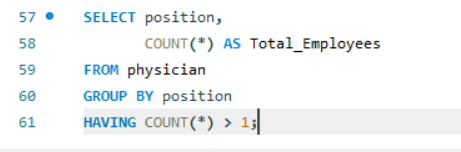 57 SELECT position,
58 COUNT(*) AS Total_Employees
59 FROM physician
60 GROUP BY position
61 HAVING COUNT(*) > 1;